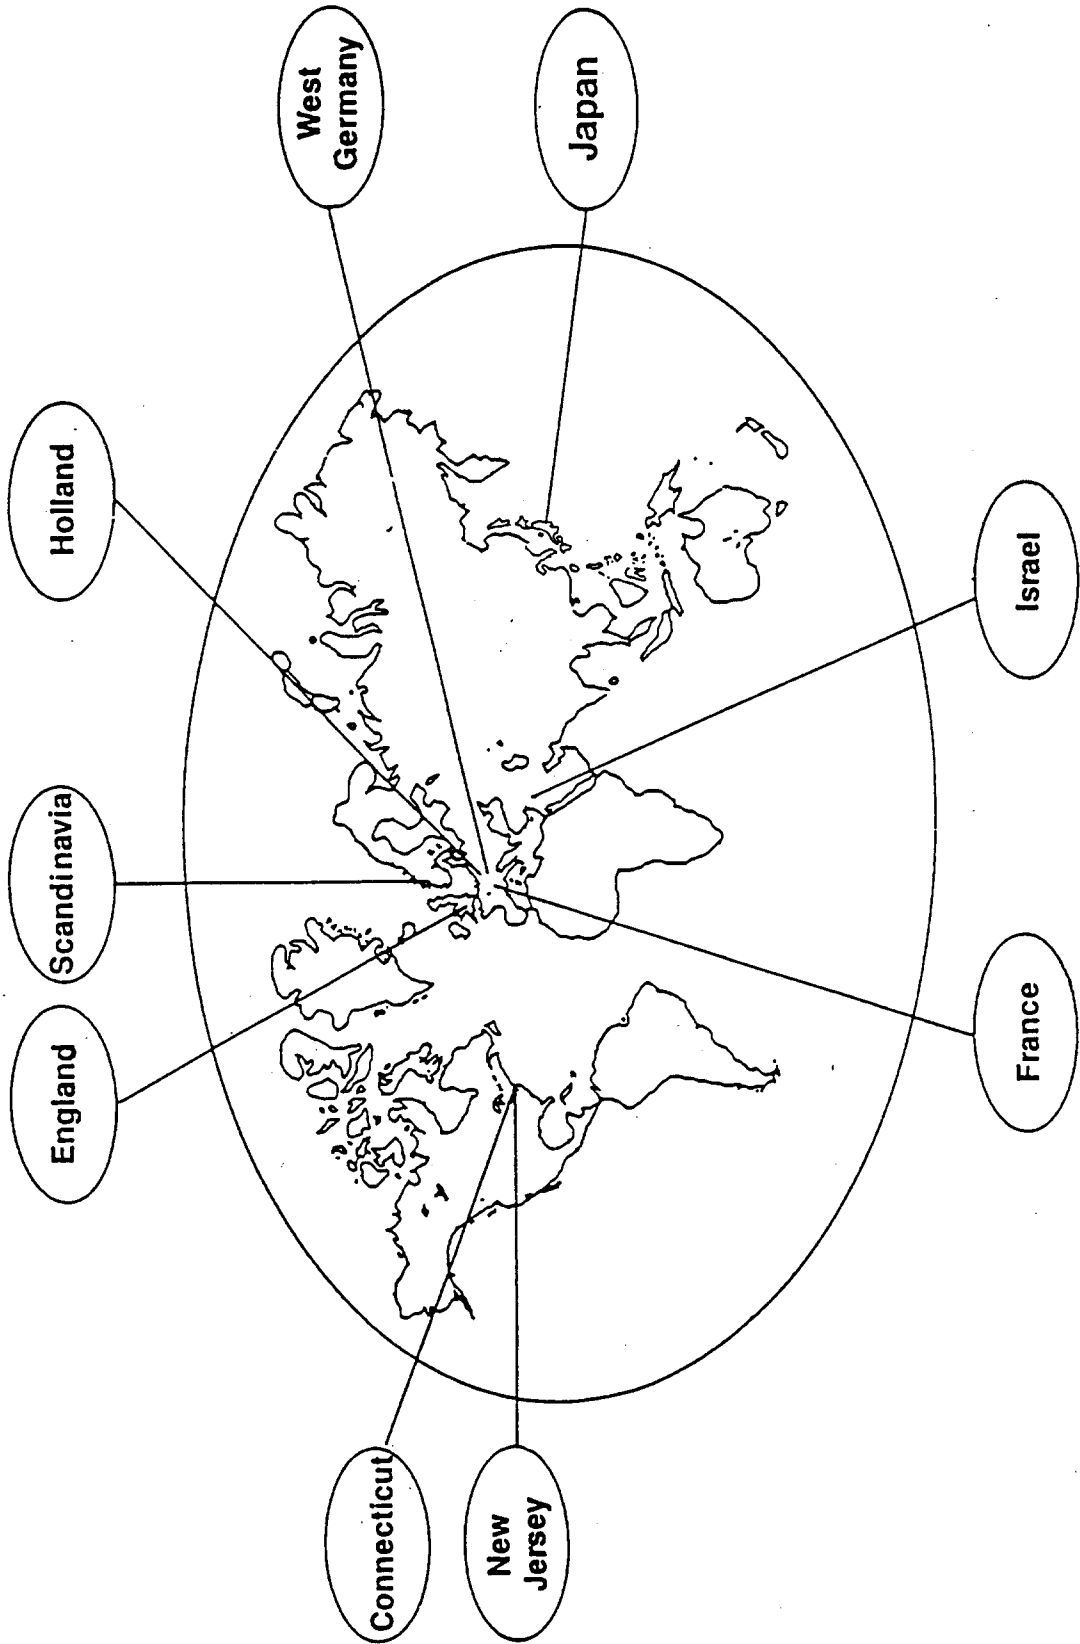 England
Scandinavia
Holland
West
Germany
Japan
Connecticut
New
Jersey
France
Israel